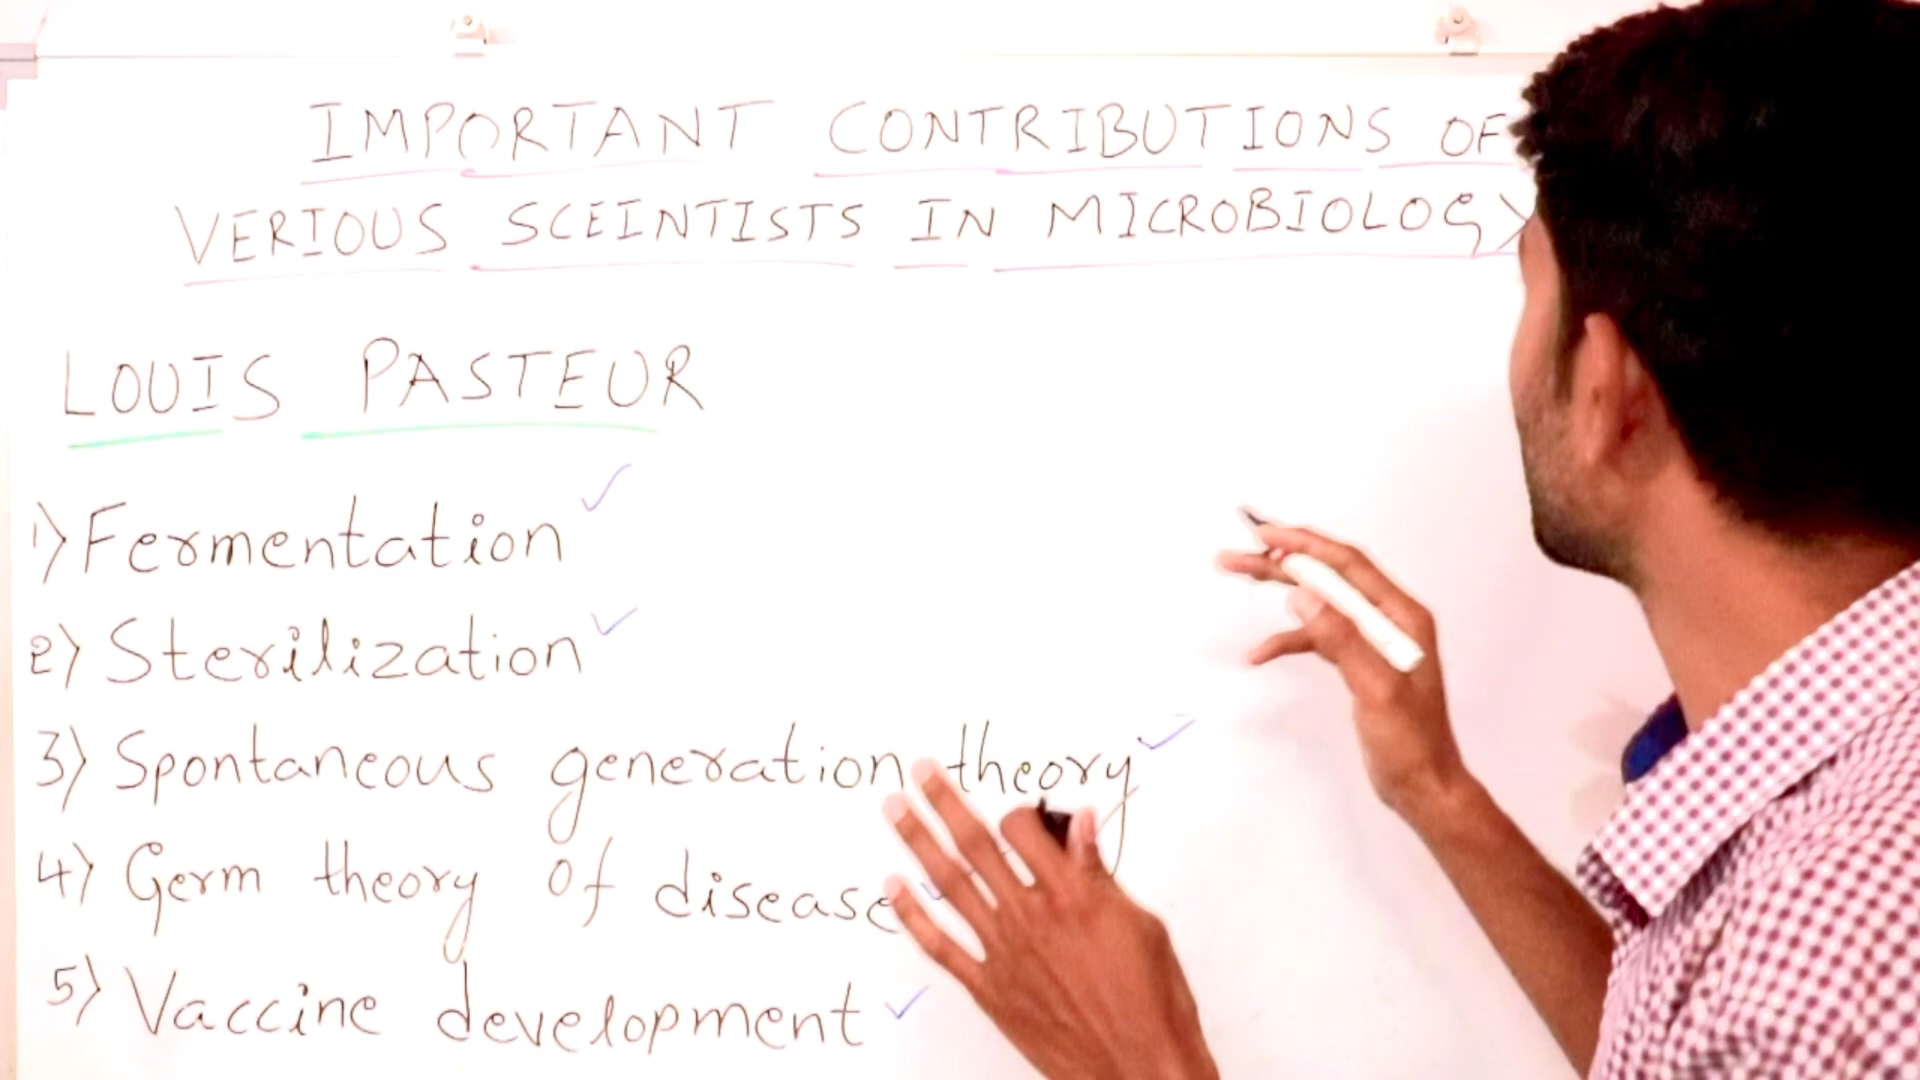 IMPORTANT CONTRIBUTIONS OF
VERIOUS SCEINTISTS IN MICROBIOLOGY
LOUIS PASTEUR
1) Fermentation
2) Sterilization
3) Spontaneous generation theory
4) Germ theory of disease
5) Vaccine development